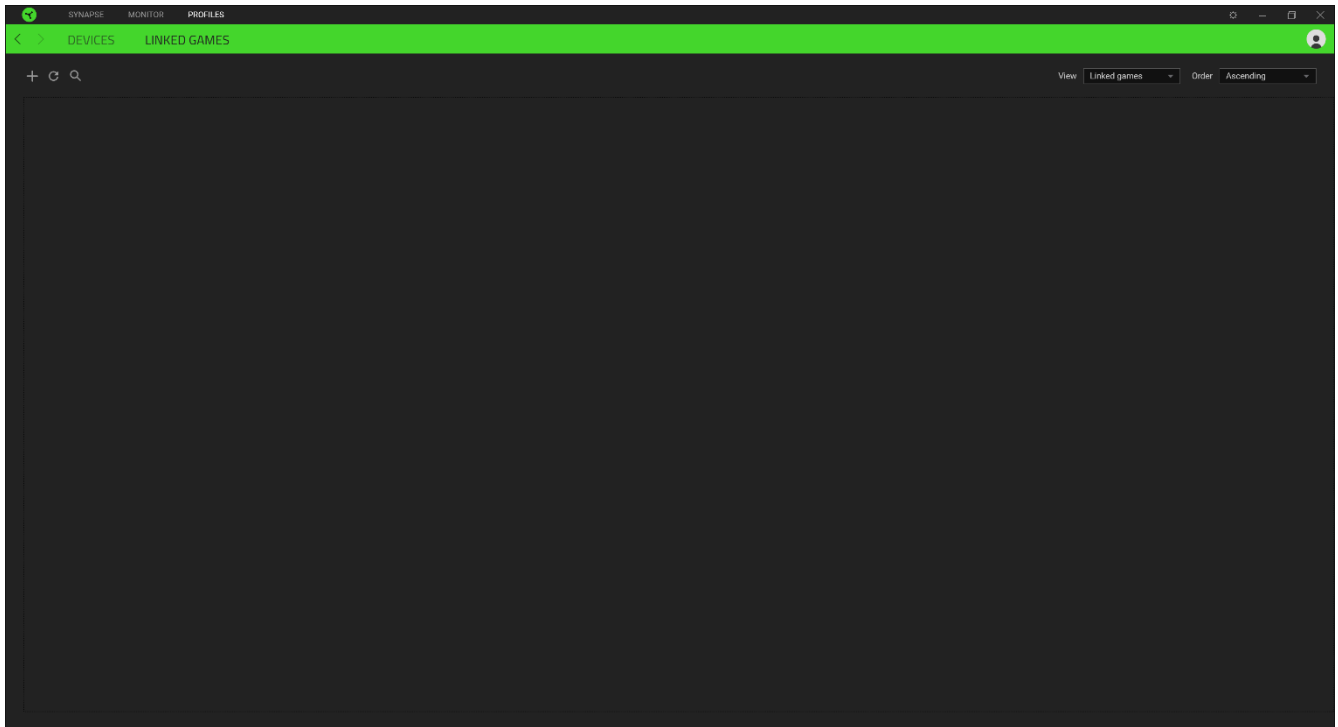 SYNAPSE MONITOR PROFILES
DEVICES LINKED GAMES
View Linked games Order Ascending